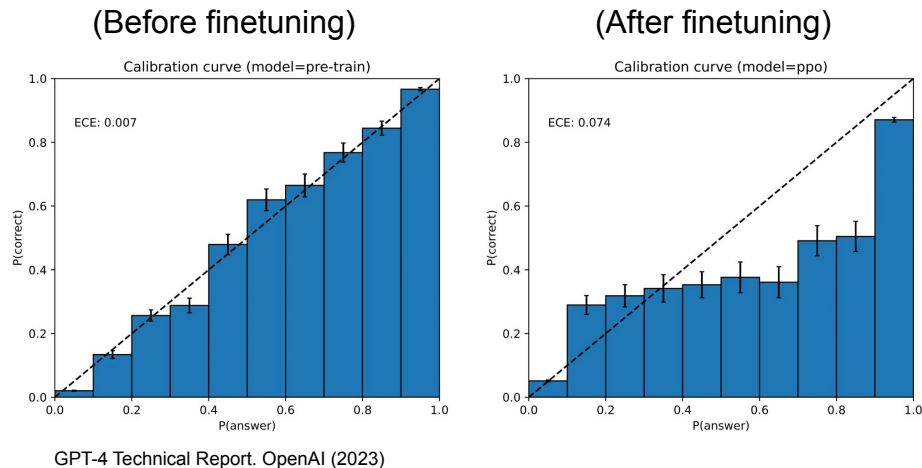 (Before finetuning)
(After finetuning)
Calibration curve (model=pre-train)
ECE: 0.007
P(correct)
1.0
0.8
0.6
0.4
0.2
0.0
0.0 0.2 0.4 0.6 0.8 1.0
P(answer)
Calibration curve (model=ppo)
ECE: 0.074
P(correct)
1.0
0.8
0.6
0.4
0.2
0.0
0.0 0.2 0.4 0.6 0.8 1.0
P(answer)
GPT-4 Technical Report. OpenAI (2023)